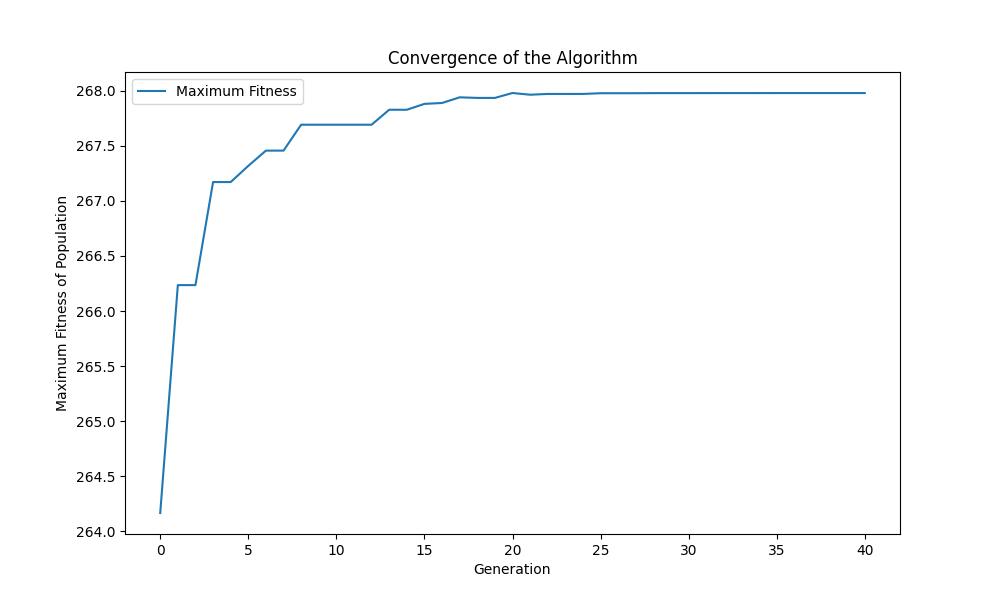 Convergence of the Algorithm
Maximum Fitness
268.0
267.5
267.0
266.5
266.0
265.5
265.0
264.5
264.0
Maximum Fitness of Population
0 5 10 15 20 25 30 35 40
Generation